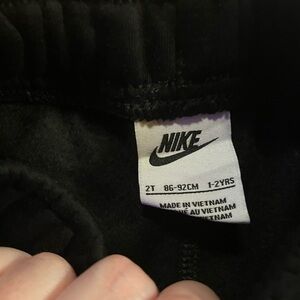 NIKE
2T 86-92CM 1-2YRS
MADE IN VIETNAM
AU VIETNAM
VIETNAM